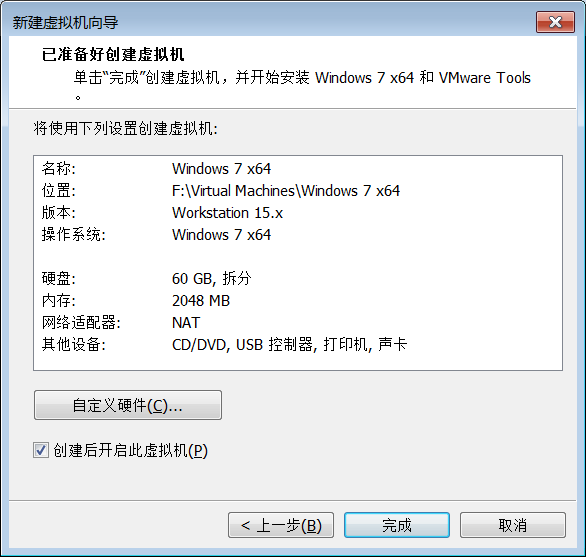 新建虚拟机向导
已准备好创建虚拟机
单击“完成”创建虚拟机，并开始安装 Windows 7 x64 和 VMware Tools
。
将使用下列设置创建虚拟机:
名称: Windows 7 x64
位置: F:\Virtual Machines\Windows 7 x64
版本: Workstation 15.x
操作系统: Windows 7 x64
硬盘: 60 GB, 拆分
内存: 2048 MB
网络适配器: NAT
其他设备: CD/DVD, USB 控制器, 打印机, 声卡
自定义硬件(C)...
创建后开启此虚拟机(P)
< 上一步(B) 完成 取消